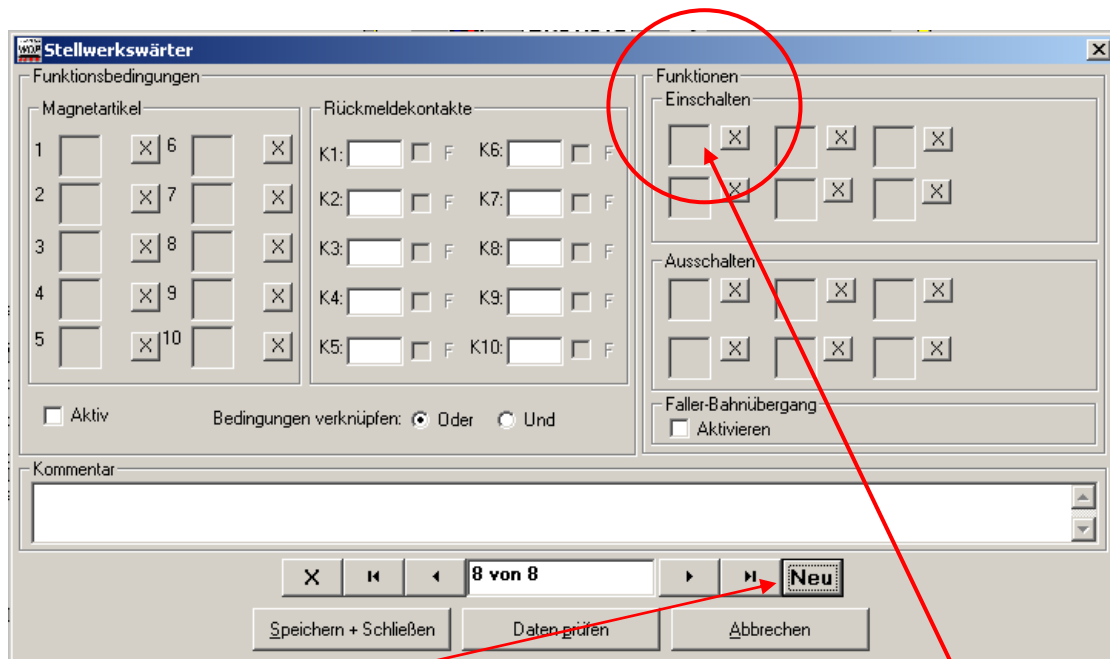 Stellwerkswärter
Funktionsbedingungen
Magnetartikel
1 X 6 X
2 X 7 X
3 X 8 X
4 X 9 X
5 X 10 X
Rückmeldekontakte
K1: F K6: F
K2: F K7: F
K3: F K8: F
K4: F K9: F
K5: F K10: F
Aktiv Bedingungen verknüpfen: Oder Und
Funktionen
Einschalten
X X X
X X X
Ausschalten
X X X
X X X
Faller-Bahnübergang
Aktivieren
Kommentar
X 8 von 8 Neu
Speichern + Schließen Daten prüfen Abbrechen